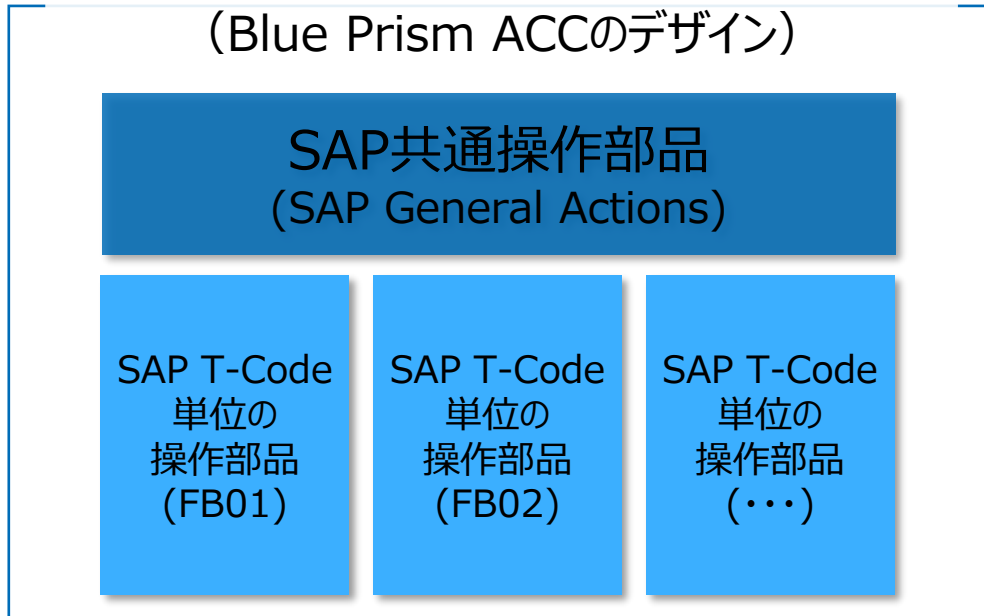 （Blue Prism ACCのデザイン）
SAP共通操作部品
(SAP General Actions)
SAP T-Code
単位の
操作部品
(FB01)
SAP T-Code
単位の
操作部品
(FB02)
SAP T-Code
単位の
操作部品
(･･･)